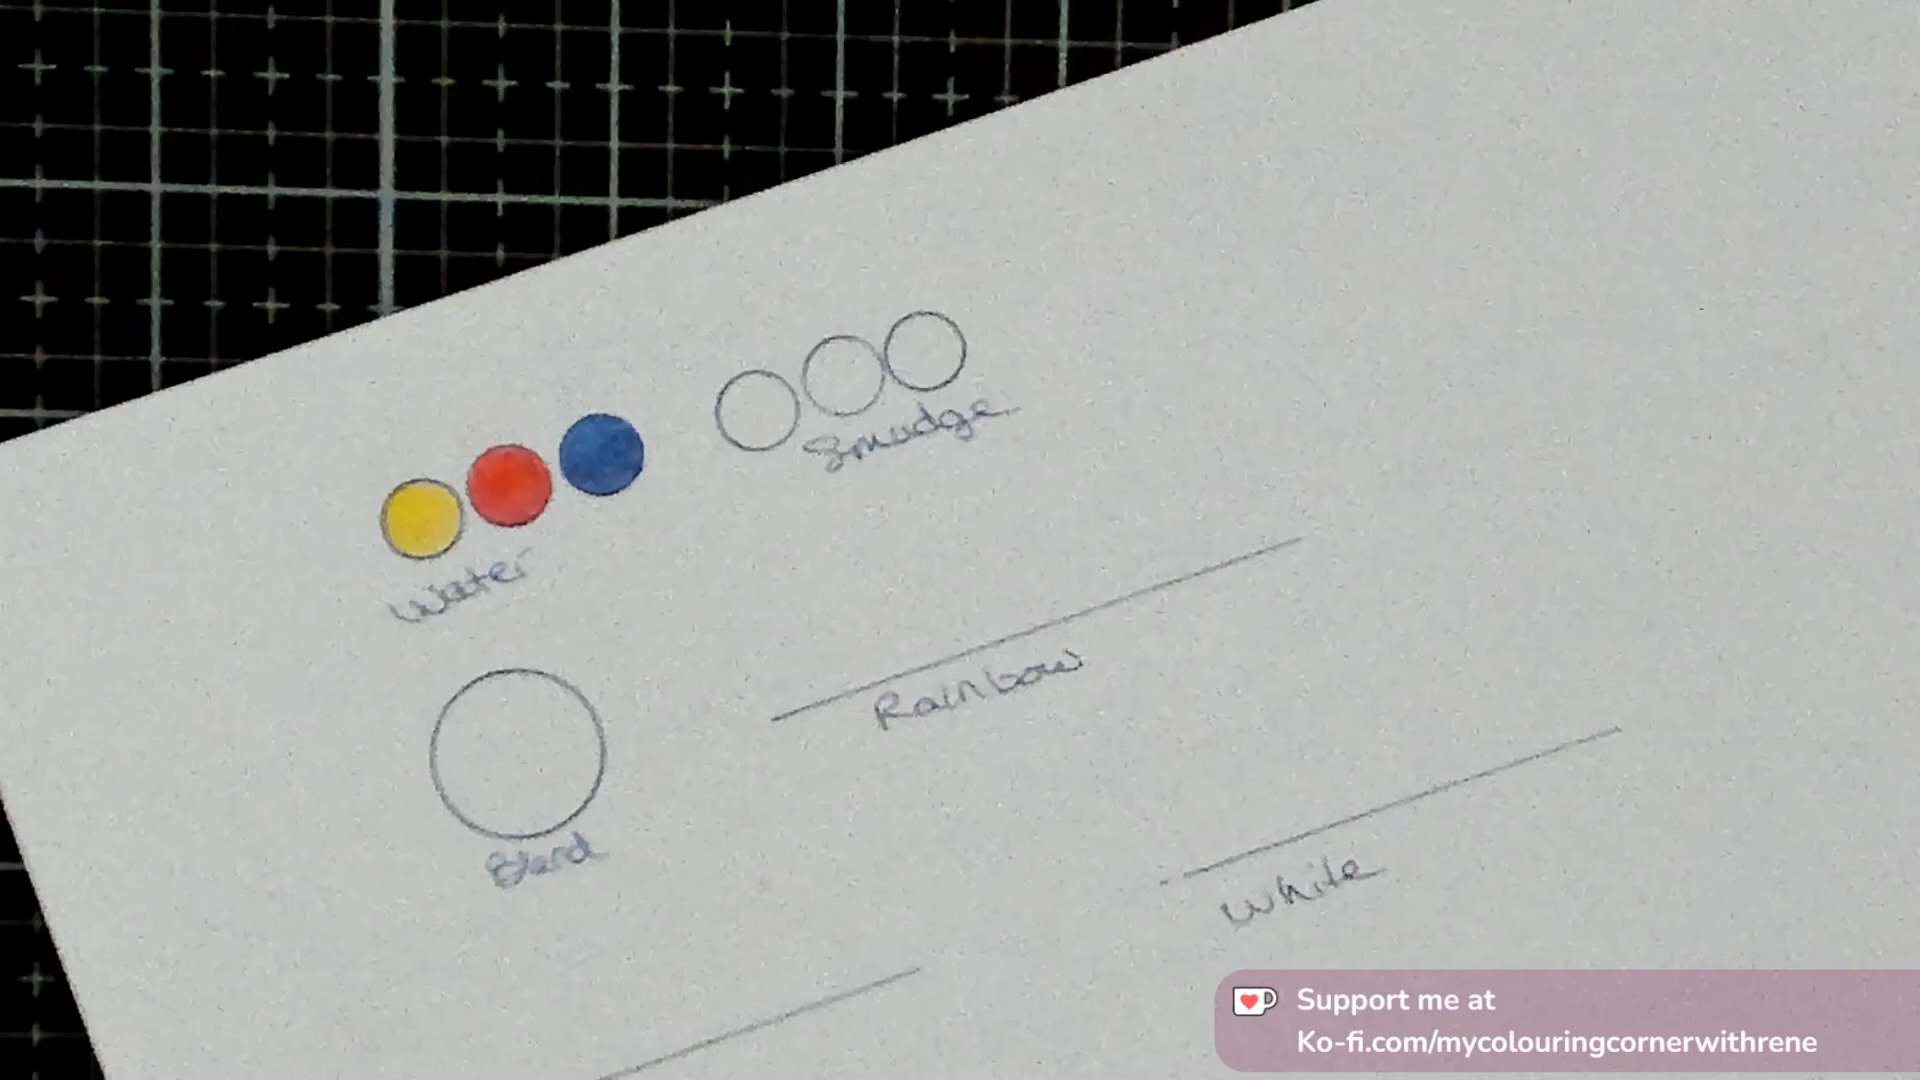 Smudge
Water
Rainbow
Blend
White
Support me at
Ko-fi.com/mycolouringcornerwithrene